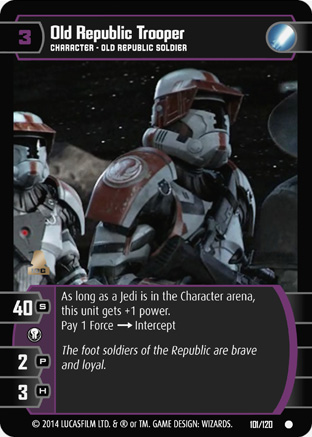 3 Old Republic Trooper
CHARACTER - OLD REPUBLIC SOLDIER
40 S
2 P
3 H
As long as a Jedi is in the Character arena,
this unit gets +1 power.
Pay 1 Force → Intercept
The foot soldiers of the Republic are brave
and loyal.
© 2014 LUCASFILM LTD. & ® or TM. GAME DESIGN: WIZARDS. 101/120